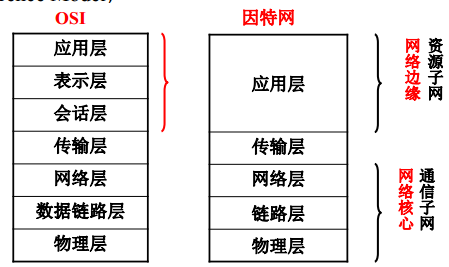 OSI
因特网
应用层
表示层
会话层
传输层
网络层
数据链路层
物理层
应用层
传输层
网络层
链路层
物理层
网络边缘
资源子网
网络核心
通信子网